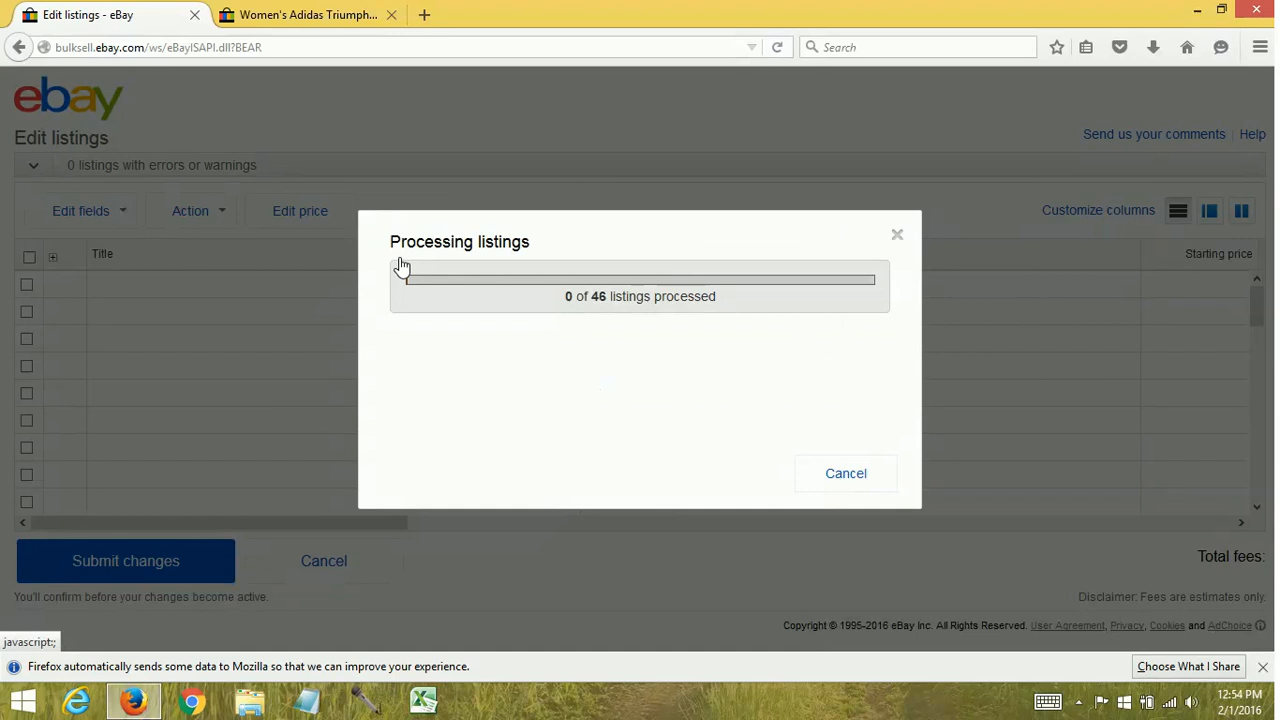 Edit listings - eBay
Women's Adidas Triumph...
bulksell.ebay.com/ws/eBayISAPI.dll?BEAR
Search
ebay
Edit listings
Send us your comments
Help
0 listings with errors or warnings
Edit fields
Action
Edit price
Customize columns
Title
Starting price
Processing listings
0 of 46 listings processed
Cancel
Submit changes
Cancel
Total fees:
You'll confirm before your changes become active.
Disclaimer: Fees are estimates only.
Copyright © 1995-2016 eBay Inc. All Rights Reserved. User Agreement, Privacy, Cookies and AdChoice
javascript:;
Firefox automatically sends some data to Mozilla so that we can improve your experience.
Choose What I Share
12:54 PM
2/1/2016